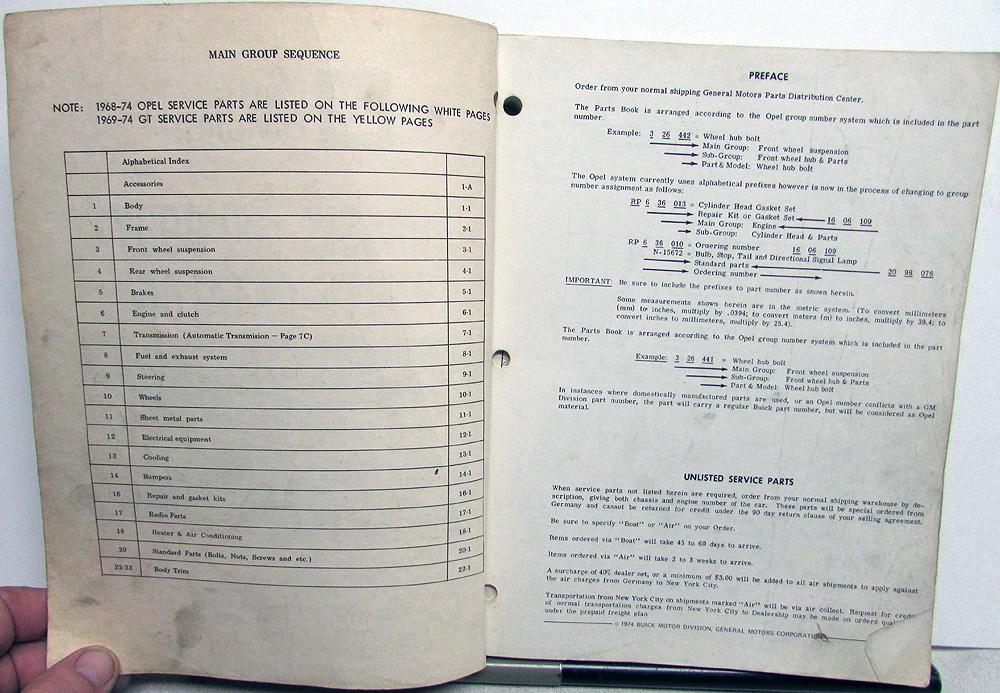 MAIN GROUP SEQUENCE
NOTE: 1968-74 OPEL SERVICE PARTS ARE LISTED ON THE FOLLOWING WHITE PAGES
1969-74 GT SERVICE PARTS ARE LISTED ON THE YELLOW PAGES
Alphabetical Index
Accessories 1-A
1 Body 1-1
2 Frame 2-1
3 Front wheel suspension 3-1
4 Rear wheel suspension 4-1
5 Brakes 5-1
6 Engine and clutch 6-1
7 Transmission (Automatic Transmision — Page 7C) 7-1
8 Fuel and exhaust system 8-1
9 Steering 9-1
10 Wheels 10-1
11 Sheet metal parts 11-1
12 Electrical equipment 12-1
13 Cooling 13-1
14 Bumpers 14-1
16 Repair and gasket kits 16-1
17 Radio Parts 17-1
18 Heater & Air Conditioning 18-1
20 Standard Parts (Bolts, Nuts, Screws and etc.) 20-1
22-23 Body Trim 22-1
PREFACE
Order from your normal shipping General Motors Parts Distribution Center.
The Parts Book is arranged according to the Opel group number system which is included in the part
number.
Example: 3 26 442 = Wheel hub bolt
Main Group: Front wheel suspension
Sub-Group: Front wheel hub & Parts
Part & Model: Wheel hub bolt
The Opel system currently uses alphabetical prefixes however is now in the process of changing to group
number assignment as follows:
RP 6 36 013 = Cylinder Head Gasket Set
Repair Kit or Gasket Set 16 06 109
Main Group: Engine
Sub-Group: Cylinder Head & Parts
RP 6 36 010 = Ordering number 16 06 109
N-15672 = Bulb, Stop, Tail and Directional Signal Lamp
Standard parts
Ordering number 20 98 076
IMPORTANT: Be sure to include the prefixes to part number as shown herein.
Some measurements shown herein are in the metric system. (To convert millimeters
(mm) to inches, multiply by .0394; to convert meters (m) to inches, multiply by 39.4; to
convert inches to millimeters, multiply by 25.4).
The Parts Book is arranged according to the Opel group number system which is included in the part
number.
Example: 3 26 441 = Wheel hub bolt
Main Group: Front wheel suspension
Sub-Group: Front wheel hub & Parts
Part & Model: Wheel hub bolt
In instances where domestically manufactured parts are used, or an Opel number conflicts with a GM
Division part number, the part will carry a regular Buick part number, but will be considered as Opel
material.
UNLISTED SERVICE PARTS
When service parts not listed herein are required, order from your normal shipping warehouse by de-
scription, giving both chassis and engine number of the car. These parts will be special ordered from
Germany and cannot be returned for credit under the 90 day return clause of your selling agreement.
Be sure to specify "Boat" or "Air" on your Order.
Items ordered via "Boat" will take 45 to 60 days to arrive.
Items ordered via "Air" will take 2 to 3 weeks to arrive.
A surcharge of 40% dealer net, or a minimum of $3.00 will be added to all air shipments to apply against
the air charges from Germany to New York City.
Transportation from New York City on shipments marked "Air" will be via air collect. Request for
of normal transportation charges from New York City to Dealership may be made on orders
under the prepaid freight plan
© 1974 BUICK MOTOR DIVISION, GENERAL MOTORS CORPORATION